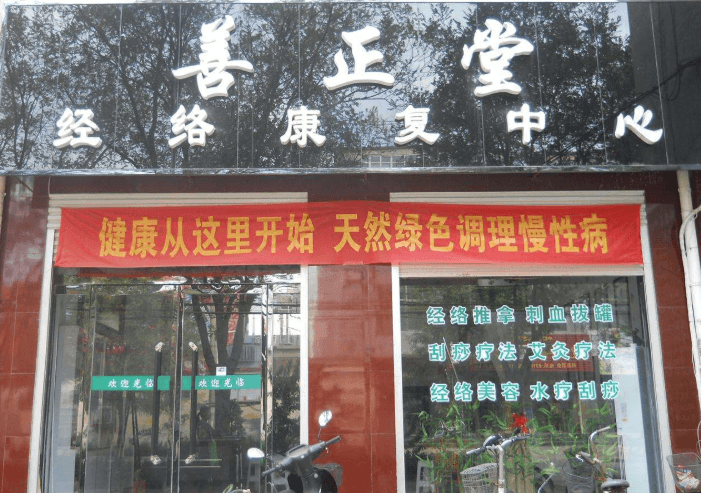 善正堂
经络康复中心
健康从这里开始 天然绿色调理慢性病
经络推拿 刺血拔罐
刮痧疗法 艾灸疗法
经络美容 水疗刮痧
欢迎光临 欢迎光临